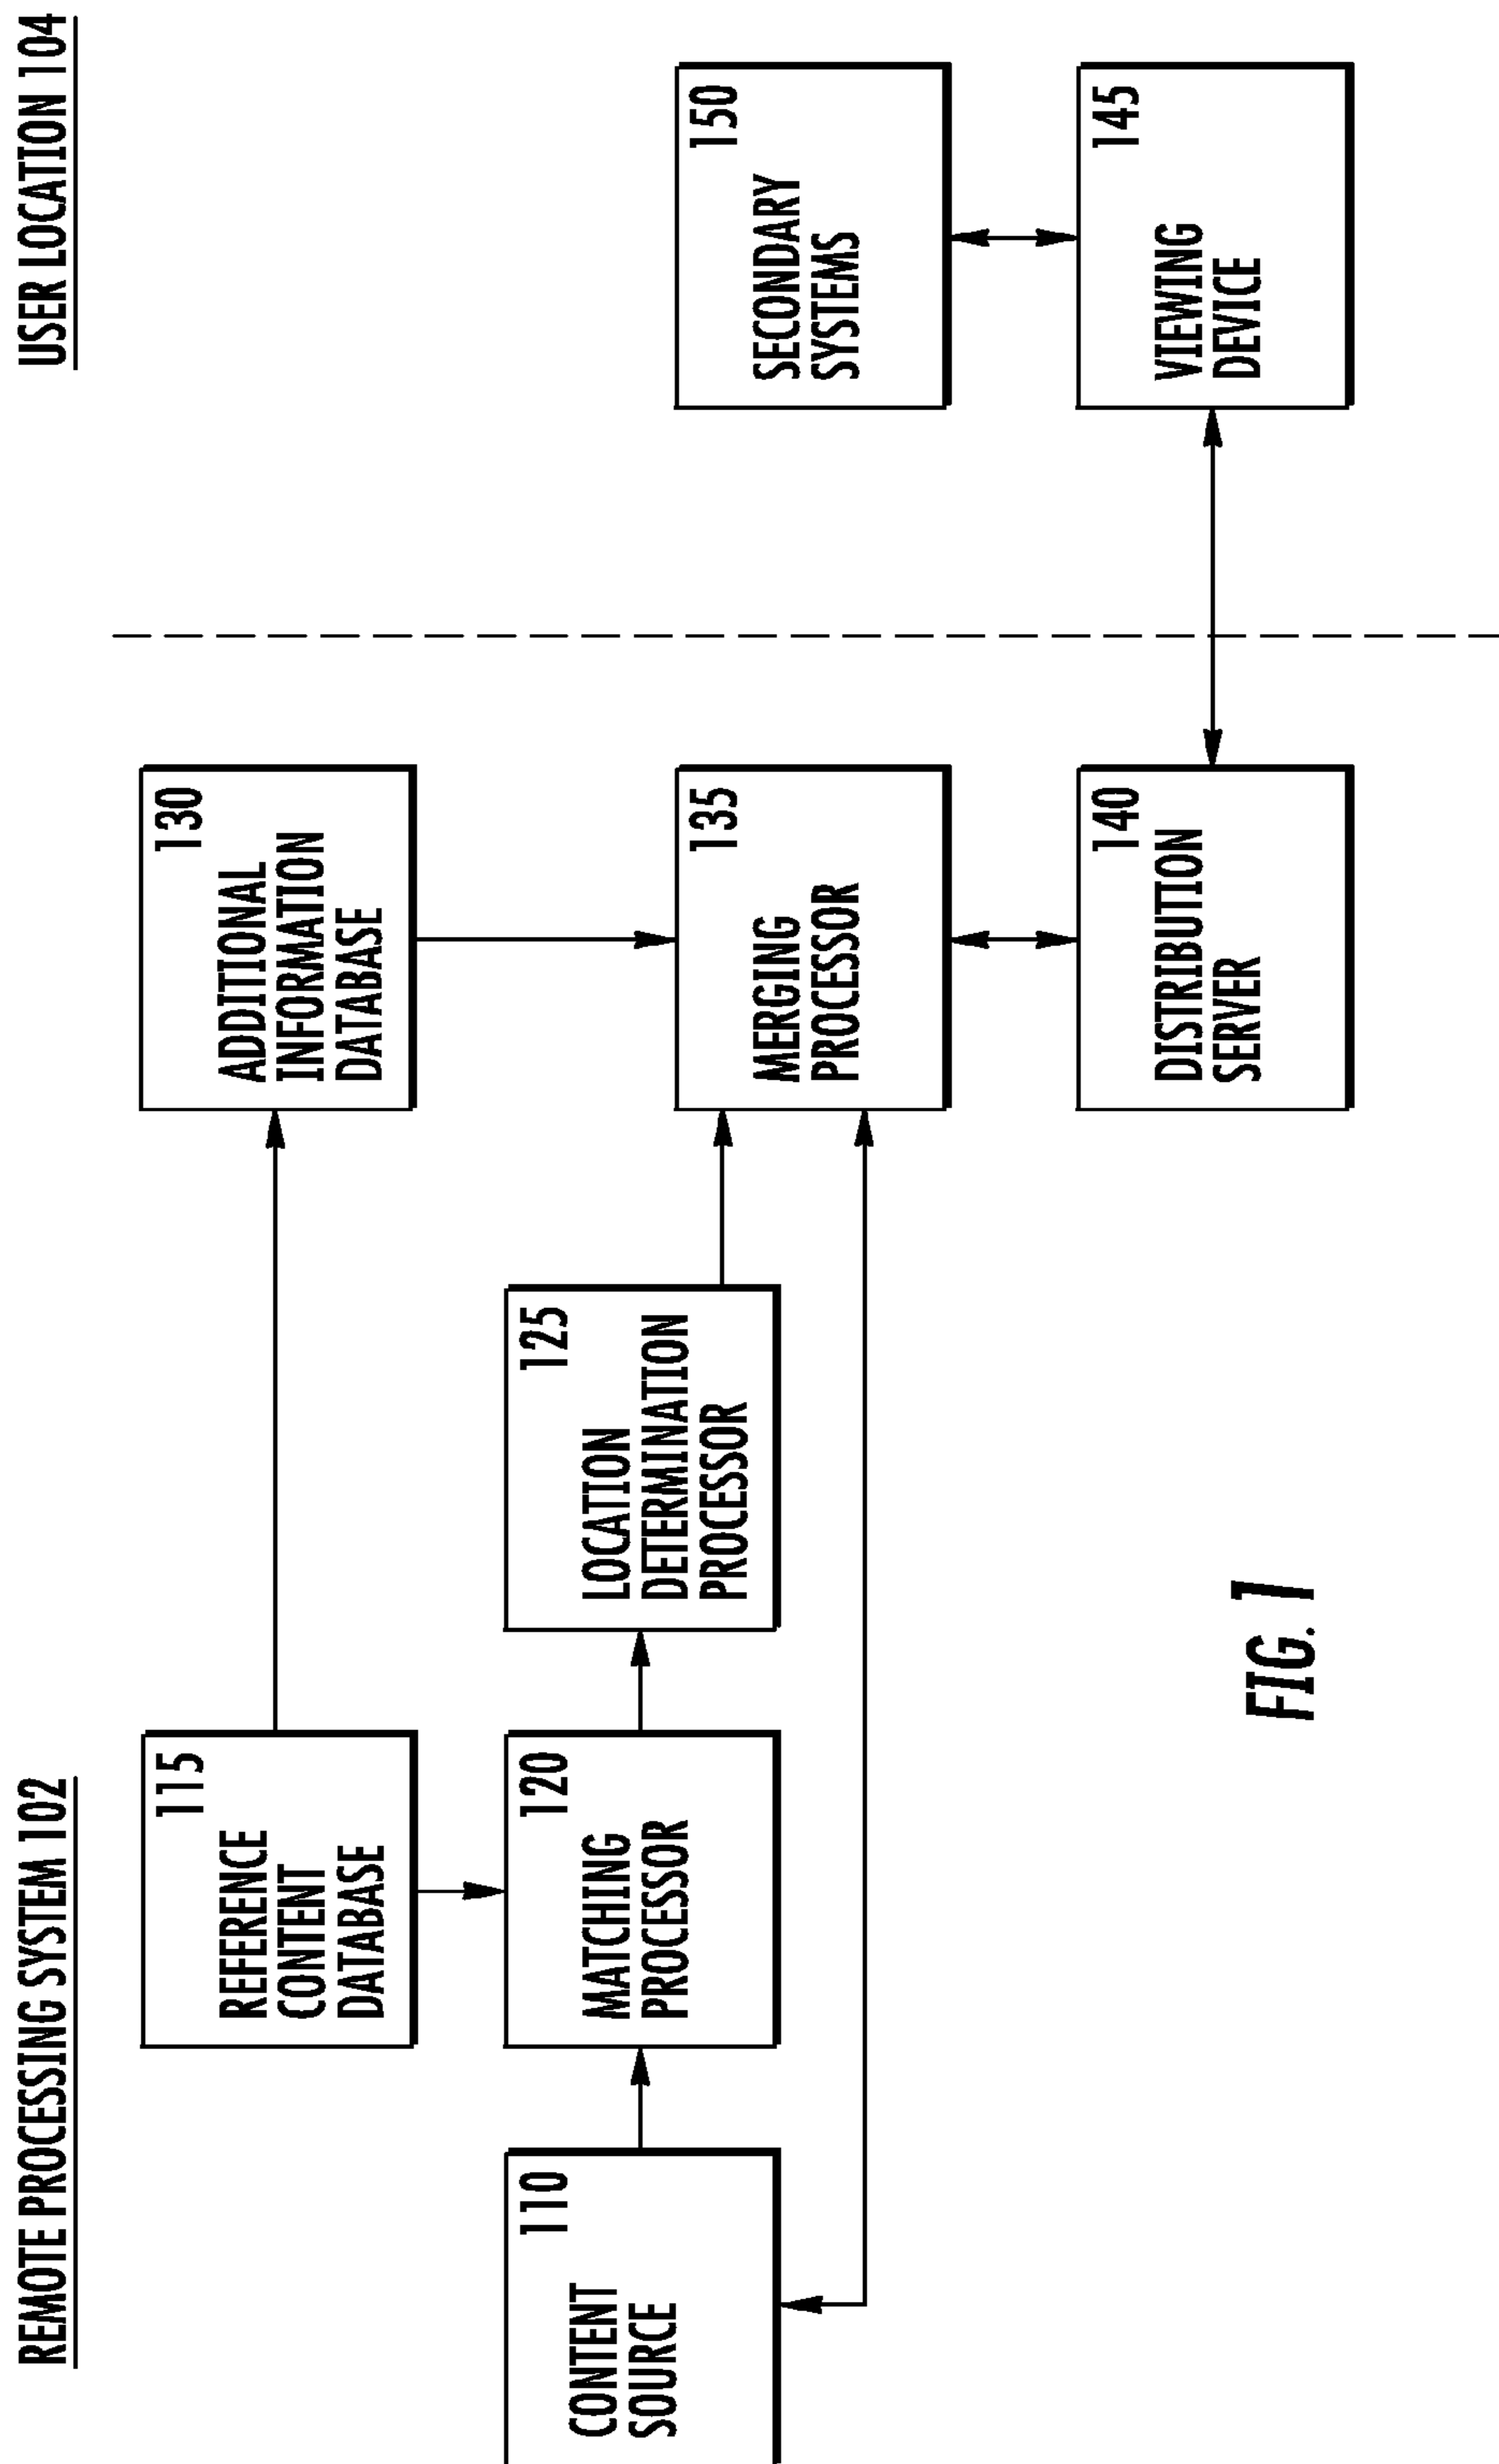 REMOTE PROCESSING SYSTEM 102
USER LOCATION 104
115
REFERENCE
CONTENT
DATABASE
130
ADDITIONAL
INFORMATION
DATABASE
110
CONTENT
SOURCE
120
MATCHING
PROCESSOR
125
LOCATION
DETERMINATION
PROCESSOR
135
MERGING
PROCESSOR
150
SECONDARY
SYSTEMS
140
DISTRIBUTION
SERVER
145
VIEWING
DEVICE
FIG. 1